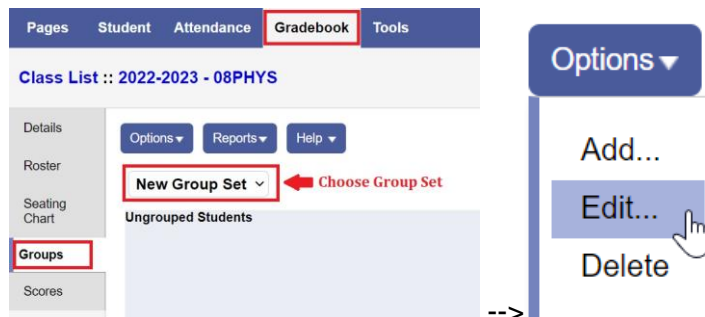 Pages Student Attendance Gradebook Tools
Class List :: 2022-2023 - 08PHYS
Details
Roster
Seating
Chart
Groups
Scores
Options Reports Help
New Group Set Choose Group Set
Ungrouped Students
-->
Options
Add...
Edit...
Delete